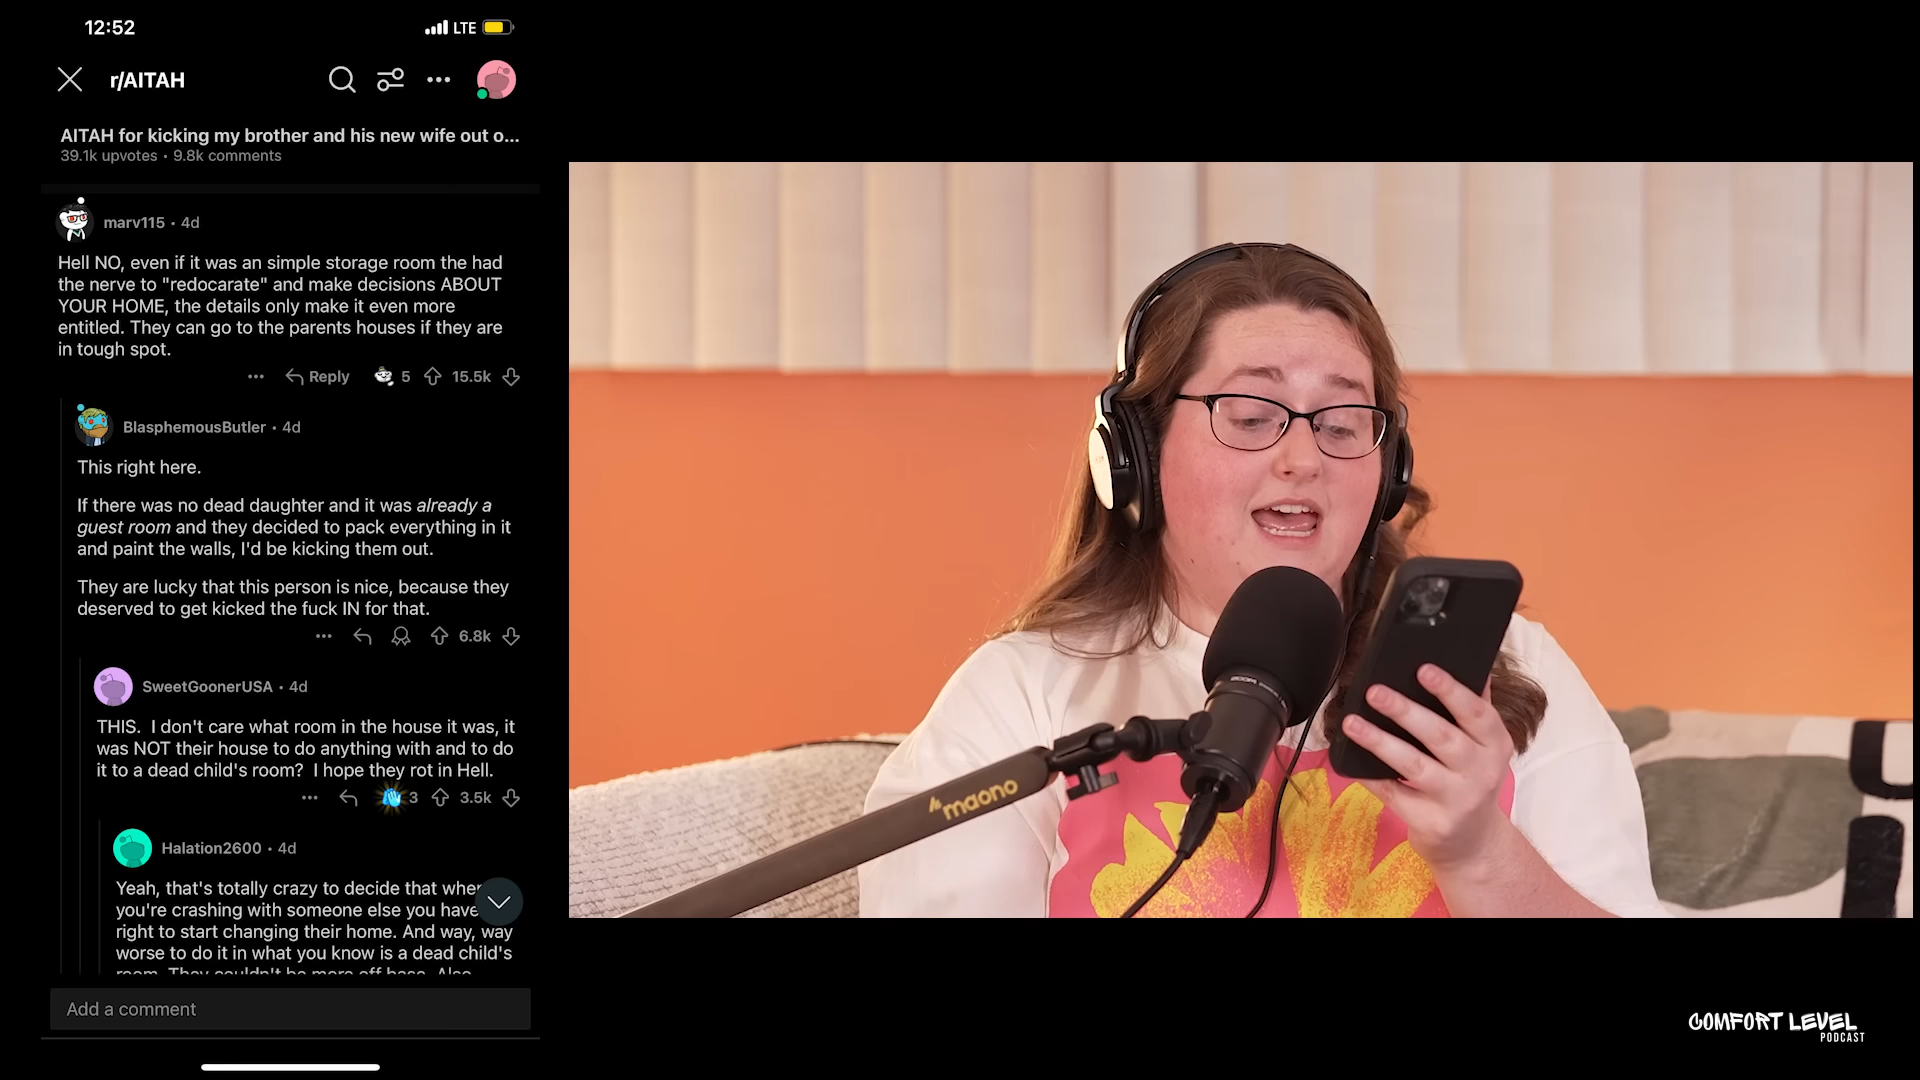 12:52
LTE
r/AITAH
AITAH for kicking my brother and his new wife out o...
39.1k upvotes • 9.8k comments
marv115 • 4d
Hell NO, even if it was an simple storage room the had
the nerve to "redocarate" and make decisions ABOUT
YOUR HOME, the details only make it even more
entitled. They can go to the parents houses if they are
in tough spot.
Reply 5 15.5k
BlasphemousButler • 4d
This right here.
If there was no dead daughter and it was already a
guest room and they decided to pack everything in it
and paint the walls, I'd be kicking them out.
They are lucky that this person is nice, because they
deserved to get kicked the fuck IN for that.
6.8k
SweetGoonerUSA • 4d
THIS. I don't care what room in the house it was, it
was NOT their house to do anything with and to do
it to a dead child's room? I hope they rot in Hell.
3 3.5k
Halation2600 • 4d
Yeah, that's totally crazy to decide that when
you're crashing with someone else you have
right to start changing their home. And way, way
worse to do it in what you know is a dead child's
room. They couldn't be more off base. Also
Add a comment
maono
COMFORT LEVEL
PODCAST